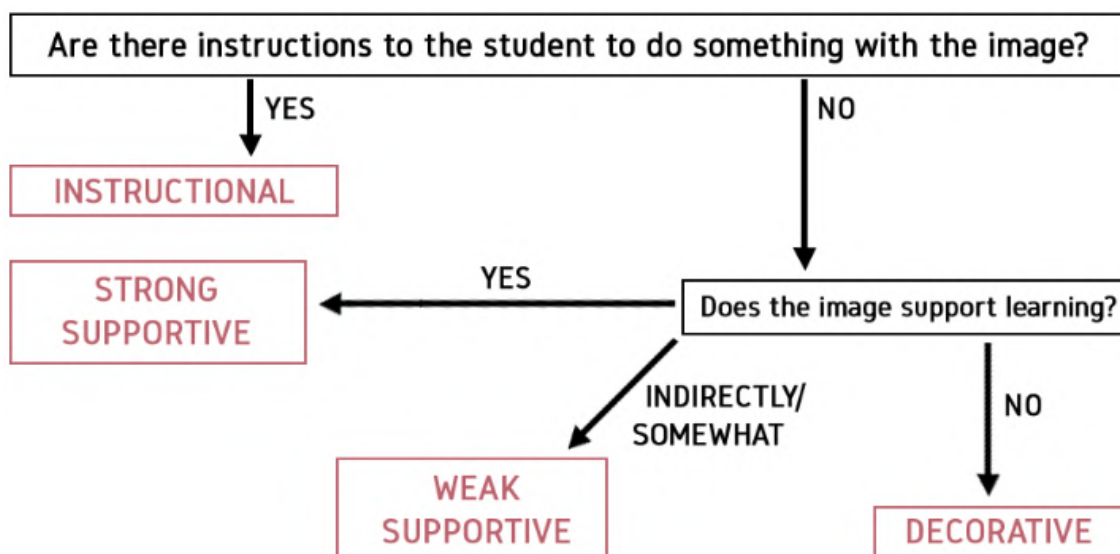 Are there instructions to the student to do something with the image?
YES
NO
INSTRUCTIONAL
STRONG
SUPPORTIVE
YES
Does the image support learning?
INDIRECTLY/
SOMEWHAT
NO
WEAK
SUPPORTIVE
DECORATIVE